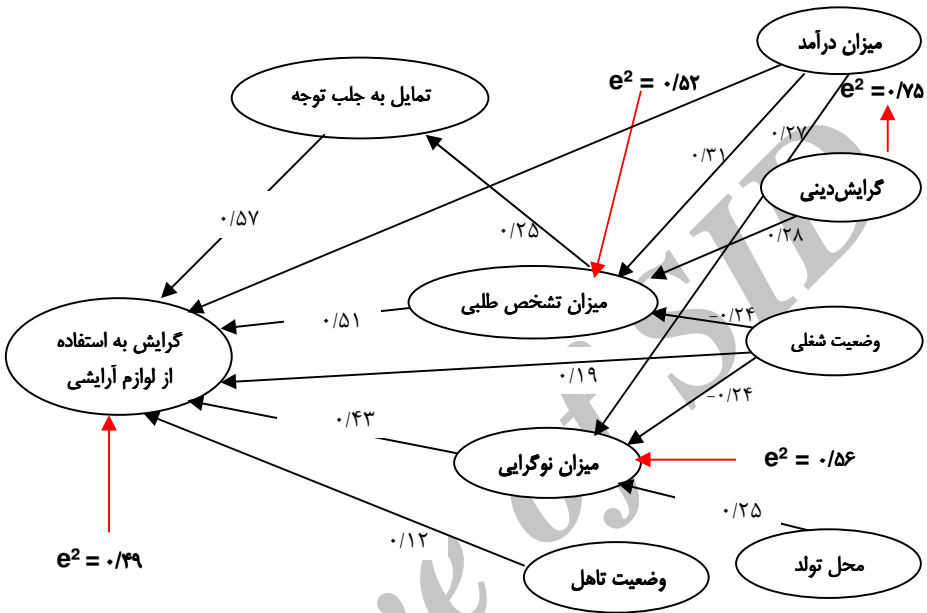 میزان درآمد
e² = ۰/۵۲
e² = ۰/۷۵
تمایل به جلب توجه
۰/۲۷
۰/۳۱
گرایش‌دینی
۰/۵۷
۰/۲۵
۰/۲۸
میزان تشخص طلبی
۰/۵۱
-۰/۲۴
وضعیت شغلی
گرایش به استفاده
از لوازم آرایشی
۰/۱۹
-۰/۲۴
۰/۴۳
میزان نوگرایی
e² = ۰/۵۶
۰/۲۵
۰/۱۲
e² = ۰/۴۹
محل تولد
وضعیت تاهل
of SID